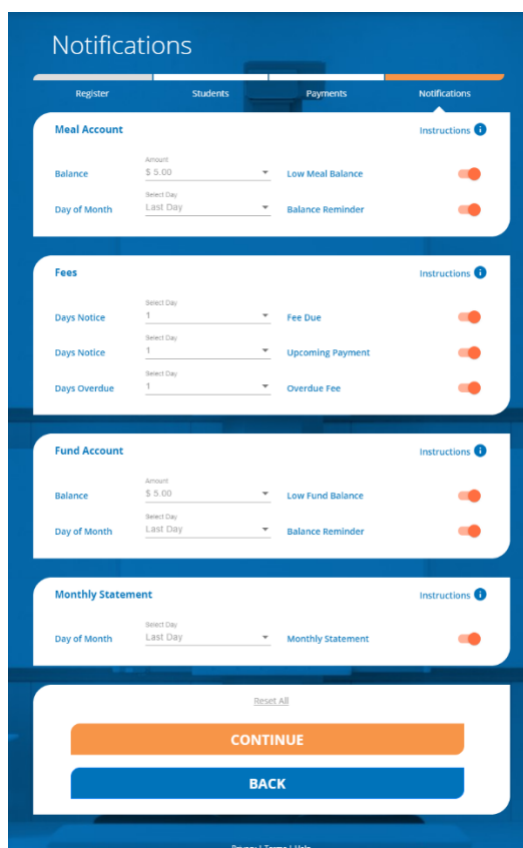 Notifications
Register Students Payments Notifications
Meal Account Instructions i
Amount
Balance $ 5.00 Low Meal Balance
Select Day
Day of Month Last Day Balance Reminder
Fees Instructions i
Select Day
Days Notice 1 Fee Due
Select Day
Days Notice 1 Upcoming Payment
Select Day
Days Overdue 1 Overdue Fee
Fund Account Instructions i
Amount
Balance $ 5.00 Low Fund Balance
Select Day
Day of Month Last Day Balance Reminder
Monthly Statement Instructions i
Select Day
Day of Month Last Day Monthly Statement
Reset All
CONTINUE
BACK
Privacy | Terms | Help